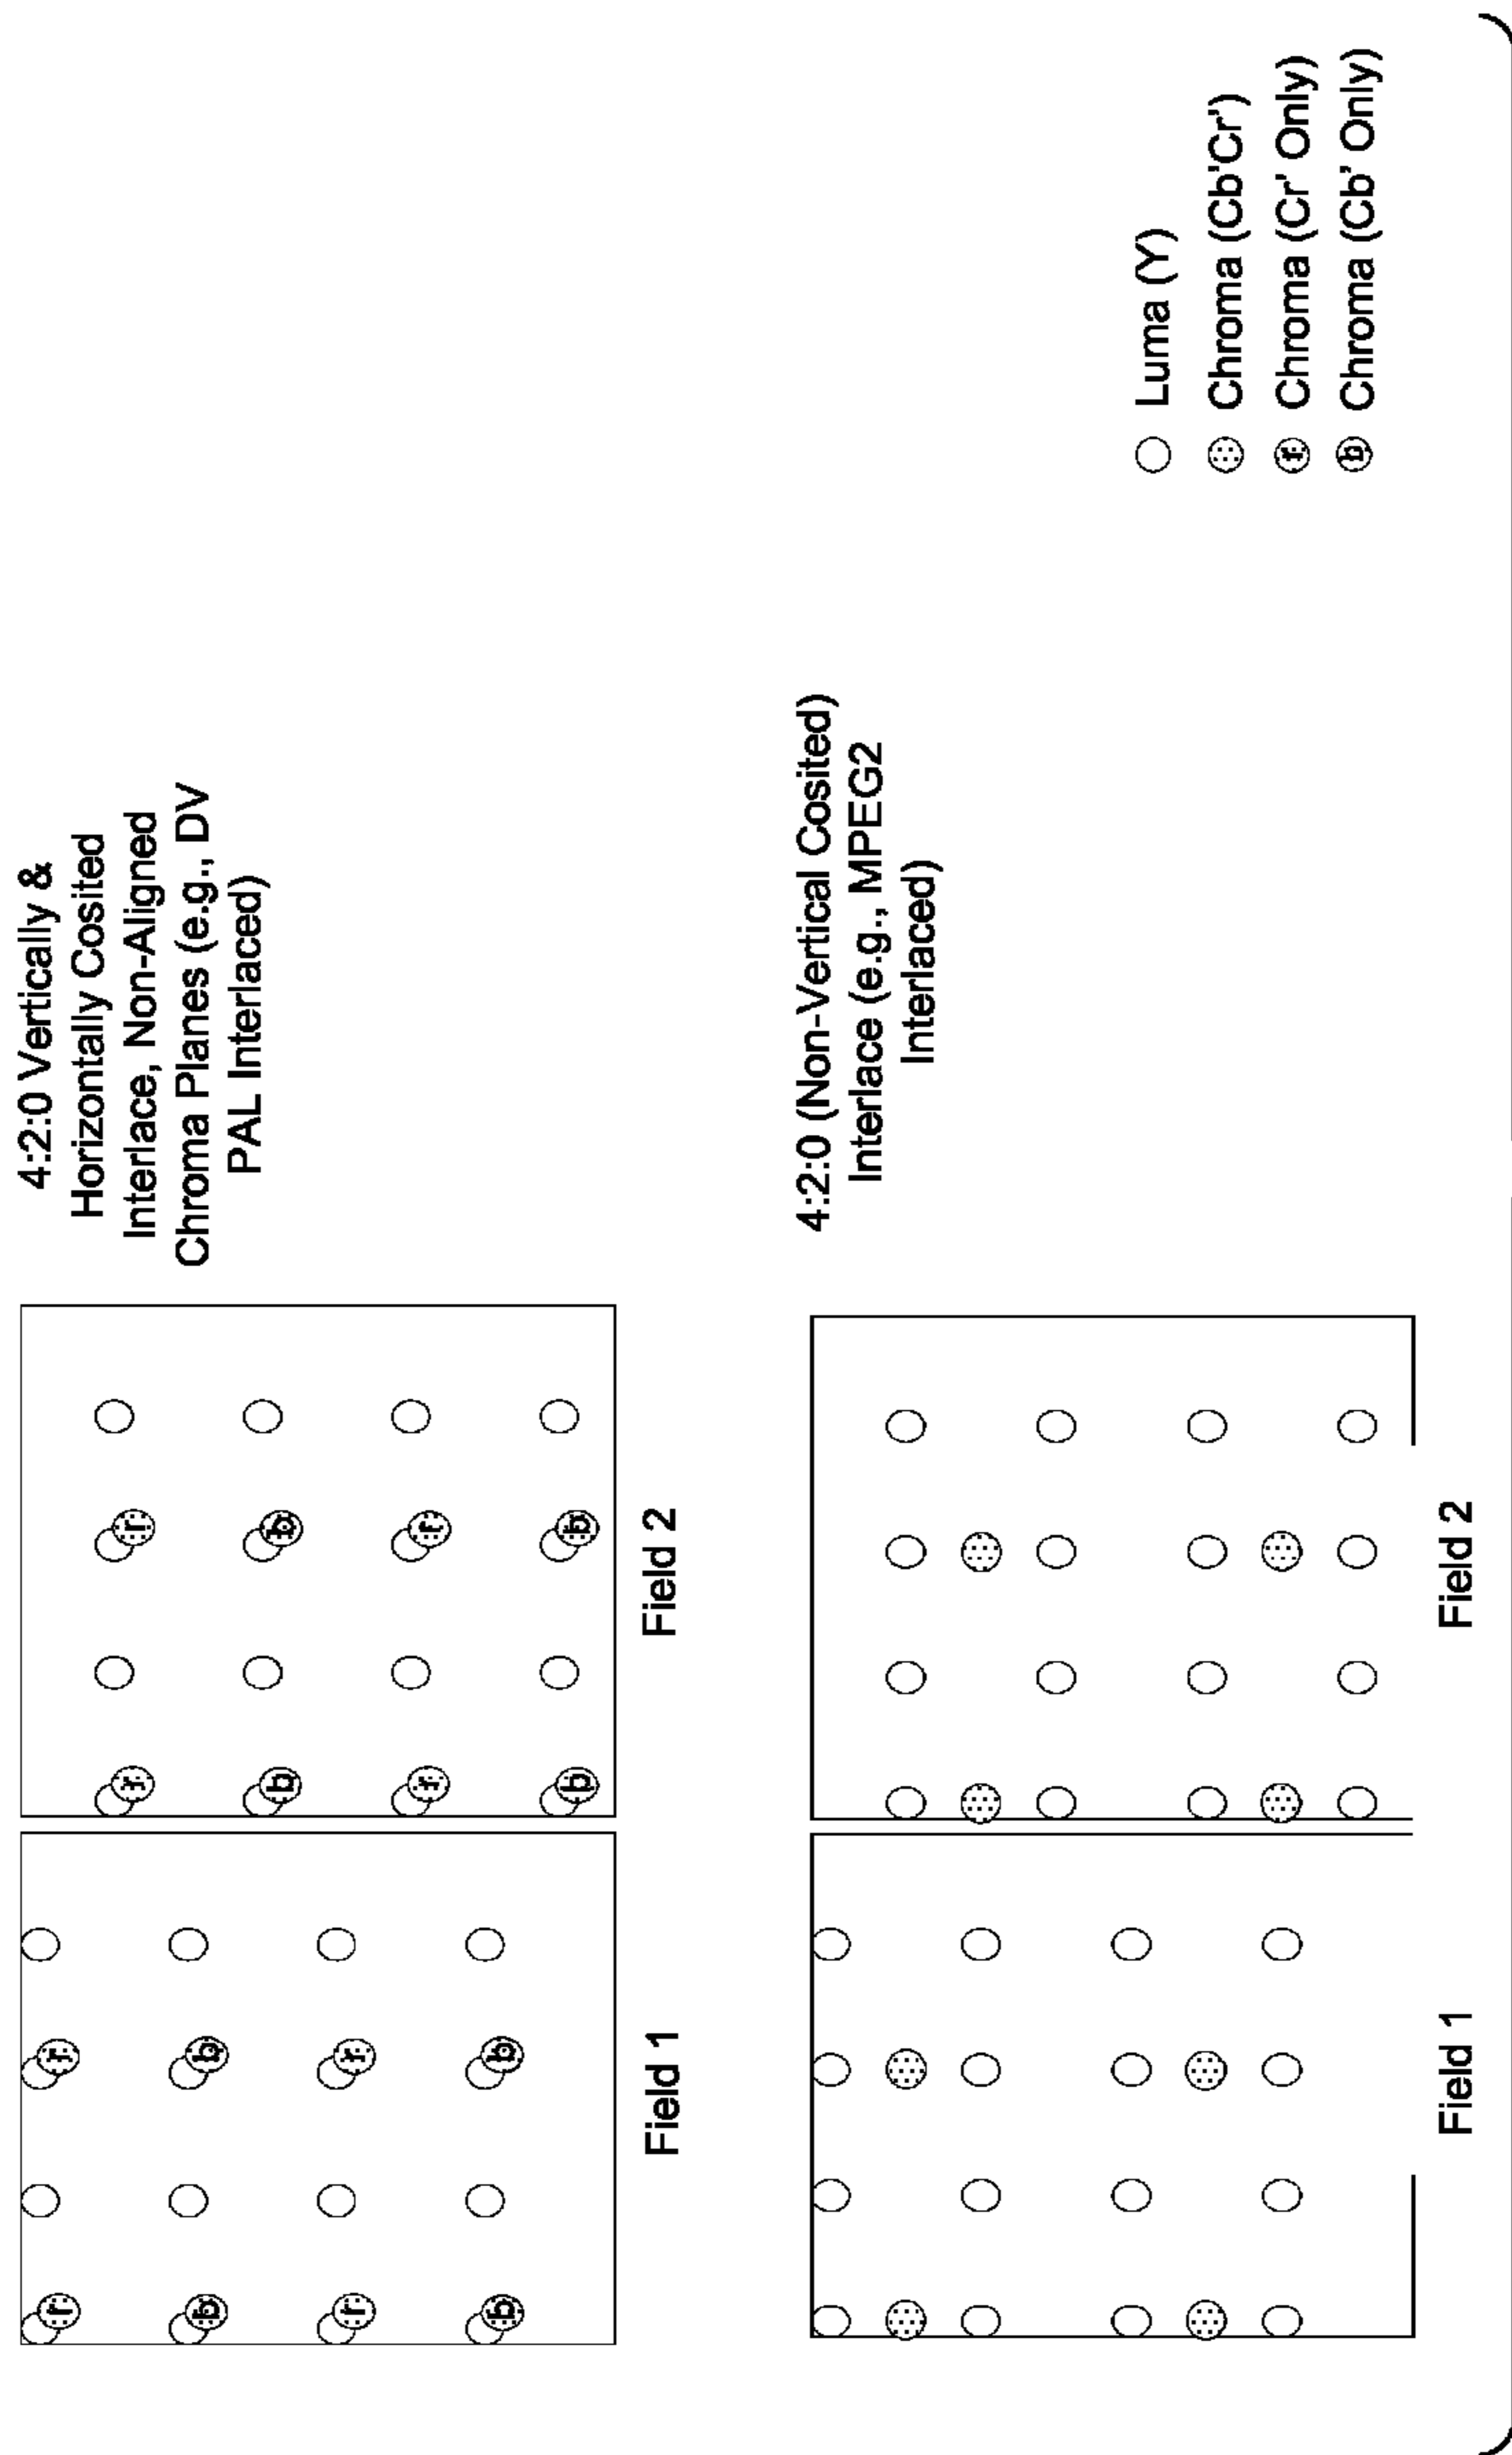 r r
b b
r r
b b
Field 1
r r
b b
r r
b b
Field 2
4:2:0 Vertically &
Horizontally Cosited
Interlace, Non-Aligned
Chroma Planes (e.g., DV
PAL Interlaced)
Field 1
Field 2
4:2:0 (Non-Vertical Cosited)
Interlace (e.g., MPEG2
Interlaced)
Luma (Y)
Chroma (Cb'Cr')
r Chroma (Cr' Only)
b Chroma (Cb' Only)